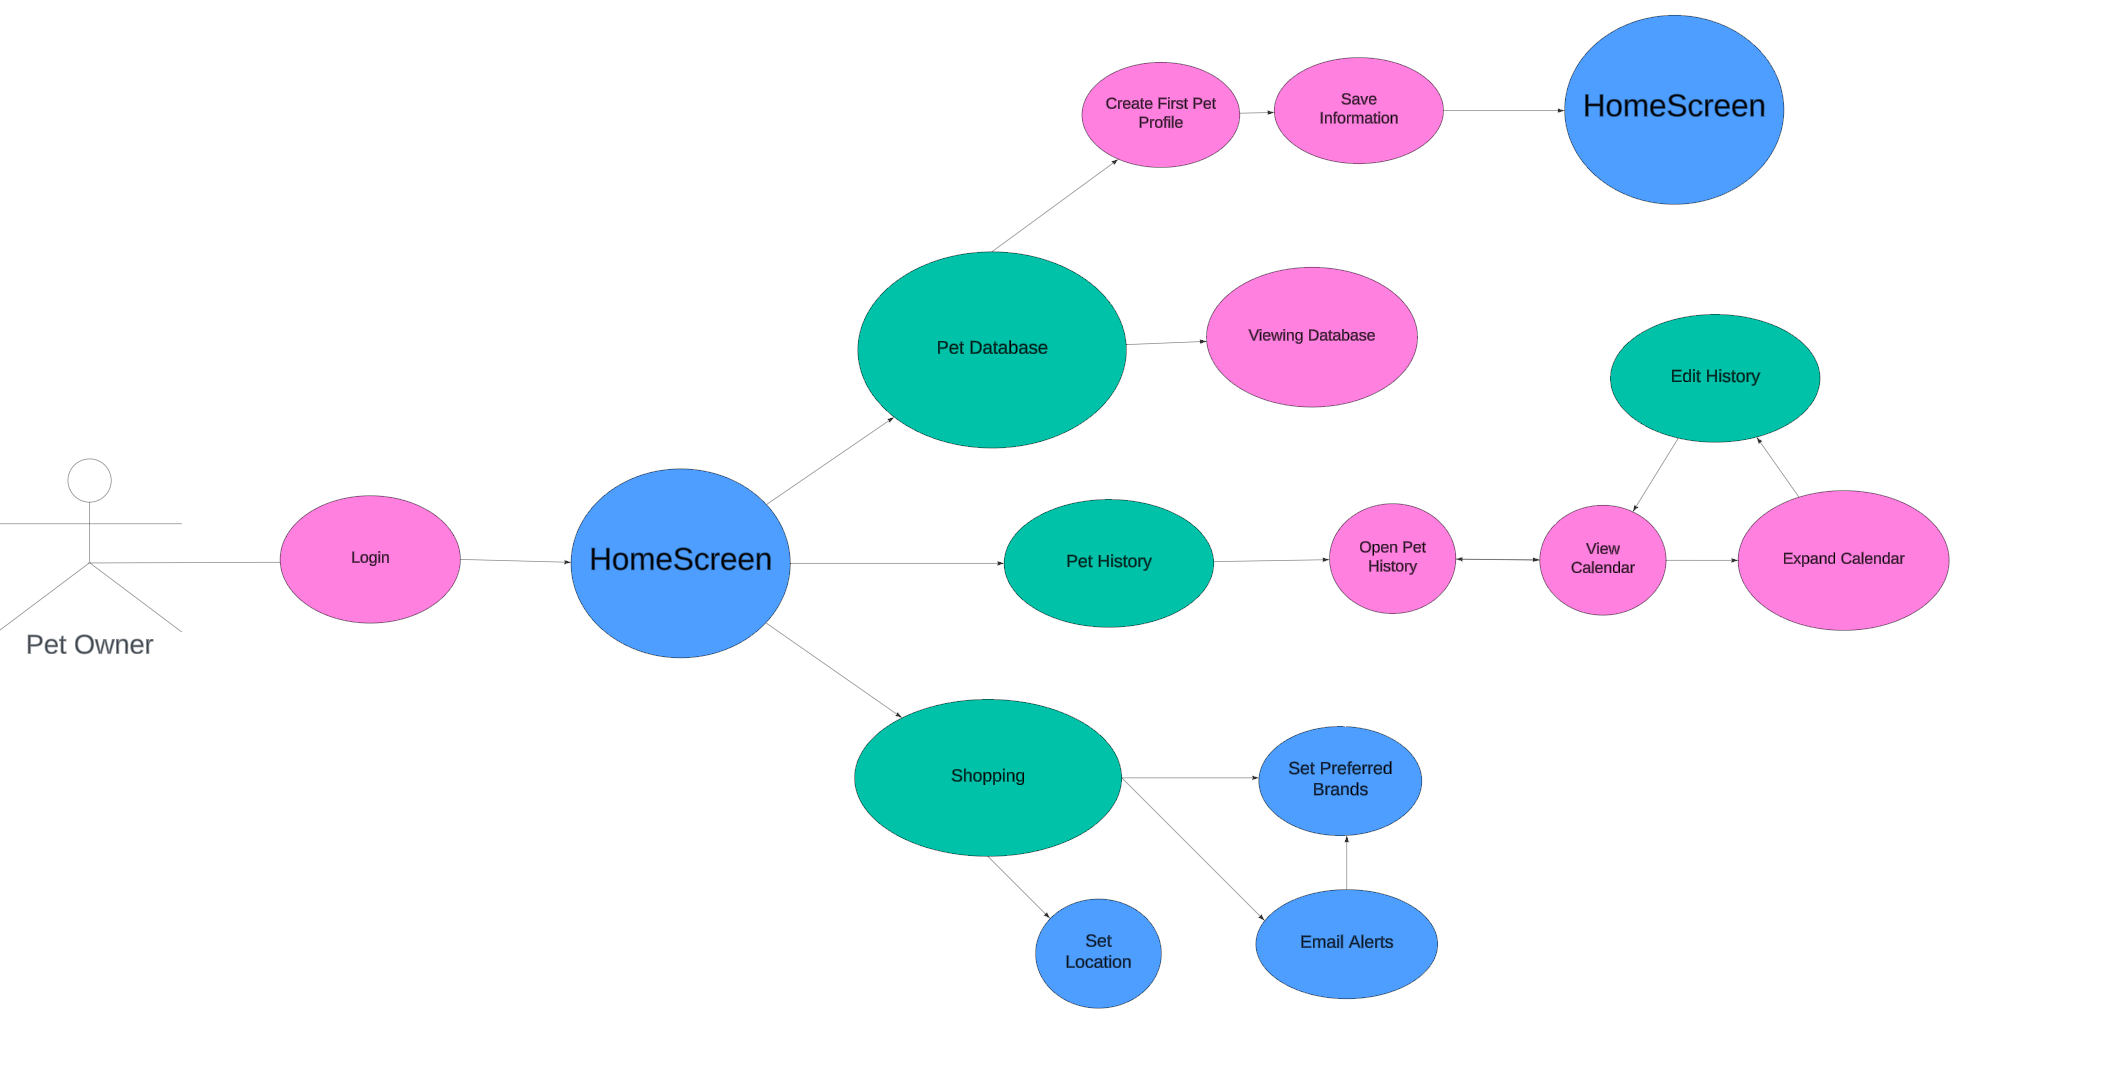 Create First Pet
Profile
Save
Information
HomeScreen
Pet Database
Viewing Database
Edit History
Pet Owner
Login
HomeScreen
Pet History
Open Pet
History
View
Calendar
Expand Calendar
Shopping
Set Preferred
Brands
Set
Location
Email Alerts